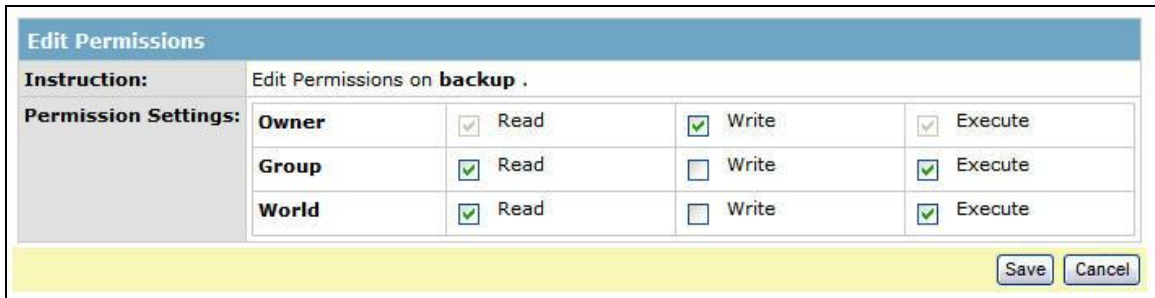 Edit Permissions
Instruction: Edit Permissions on backup .
Permission Settings: Owner Read Write Execute
Group Read Write Execute
World Read Write Execute
Save Cancel